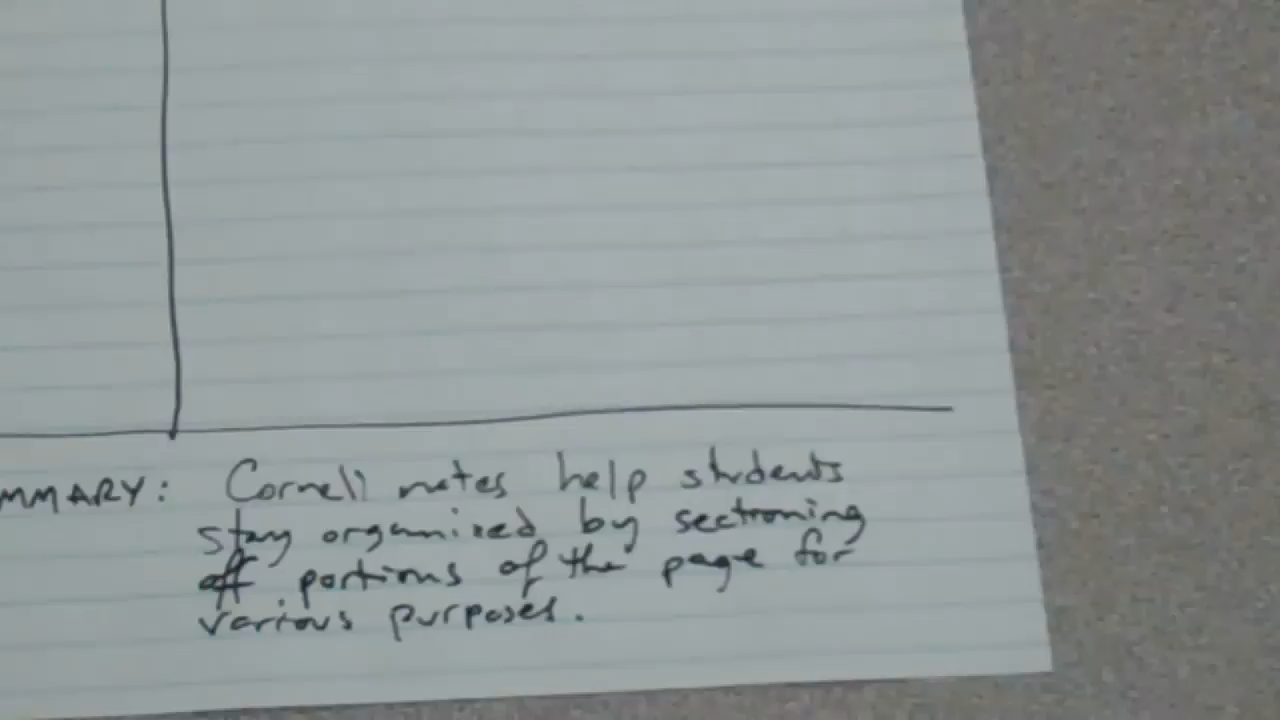 MMARY: Cornell notes help students
stay organized by sectioning
off portions of the page for
various purposes.